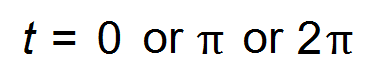 t = 0 or π or 2π